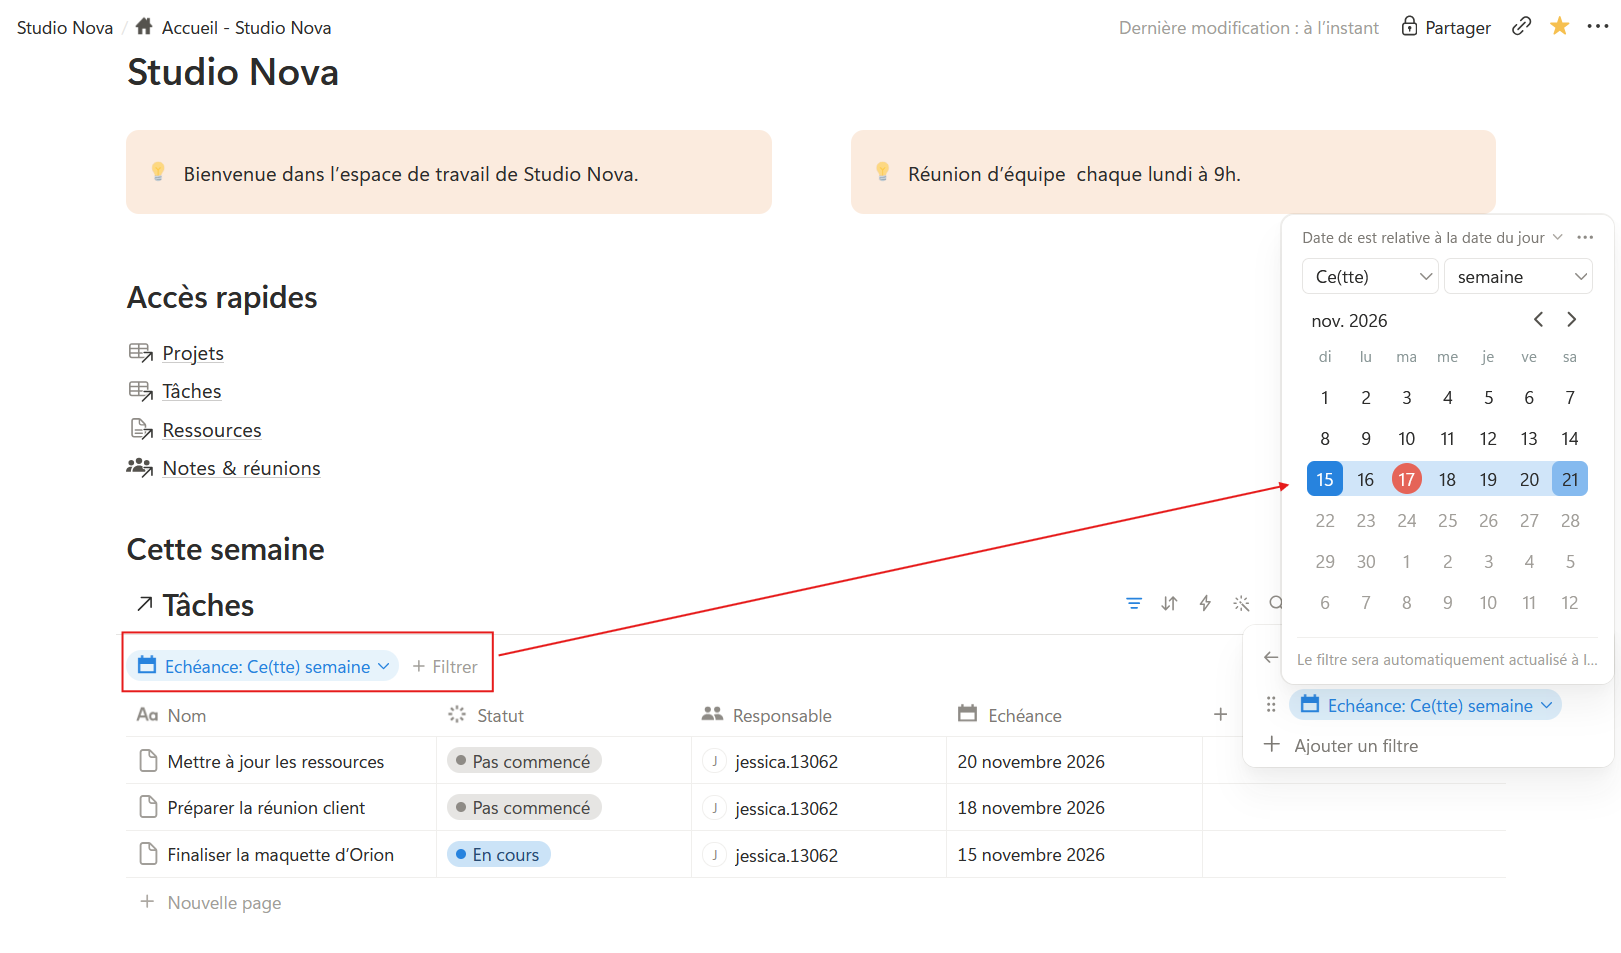 Studio Nova / Accueil - Studio Nova
Dernière modification : à l’instant
Partager
Studio Nova
Bienvenue dans l’espace de travail de Studio Nova.
Réunion d’équipe  chaque lundi à 9h.
Accès rapides
Projets
Tâches
Ressources
Notes & réunions
Cette semaine
Tâches
Echéance: Ce(tte) semaine
+ Filtrer
Aa Nom
Statut
Responsable
Echéance
+
Mettre à jour les ressources
Pas commencé
J jessica.13062
20 novembre 2026
Préparer la réunion client
Pas commencé
J jessica.13062
18 novembre 2026
Finaliser la maquette d’Orion
En cours
J jessica.13062
15 novembre 2026
+ Nouvelle page
Date de est relative à la date du jour
Ce(tte)
semaine
nov. 2026
di lu ma me je ve sa
1 2 3 4 5 6 7
8 9 10 11 12 13 14
15 16 17 18 19 20 21
22 23 24 25 26 27 28
29 30 1 2 3 4 5
6 7 8 9 10 11 12
Le filtre sera automatiquement actualisé à l...
Echéance: Ce(tte) semaine
+ Ajouter un filtre